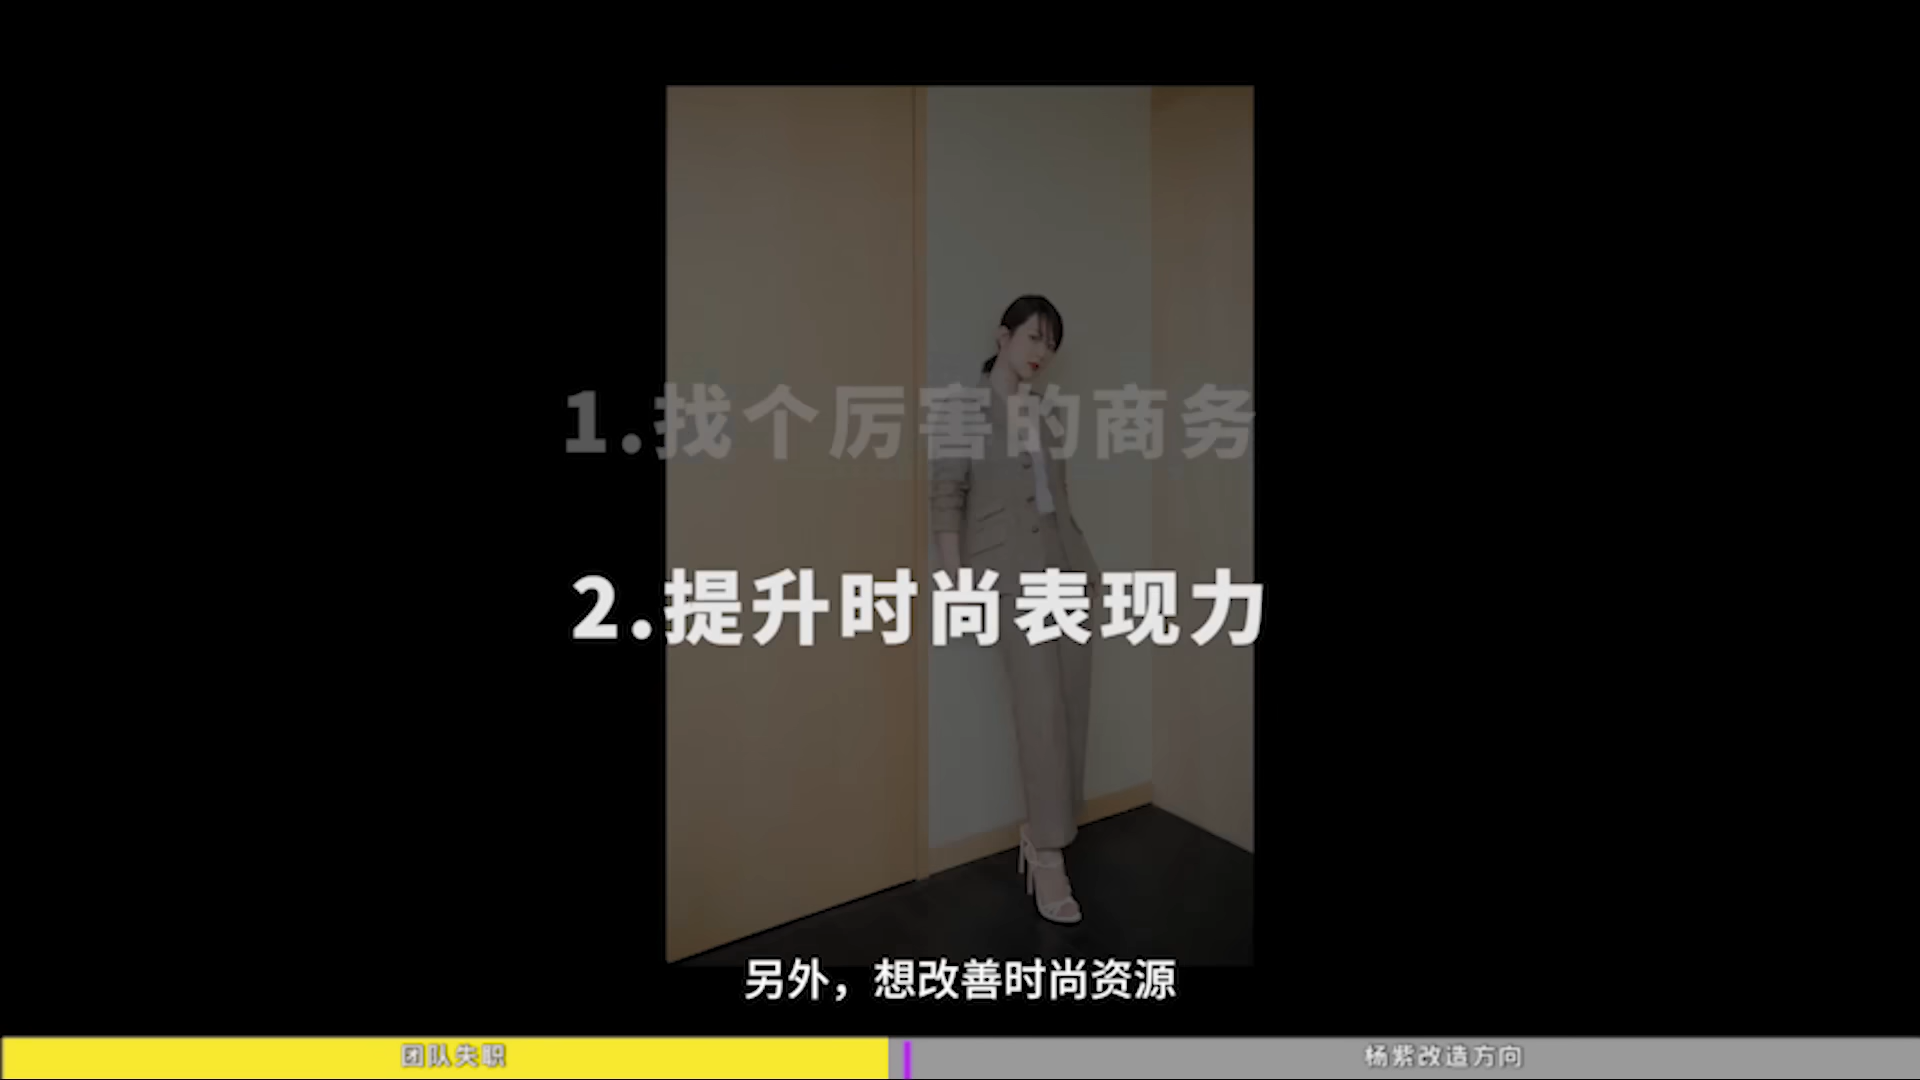 1.找个厉害的商务
2.提升时尚表现力
另外，想改善时尚资源
团队失职
杨紫改造方向